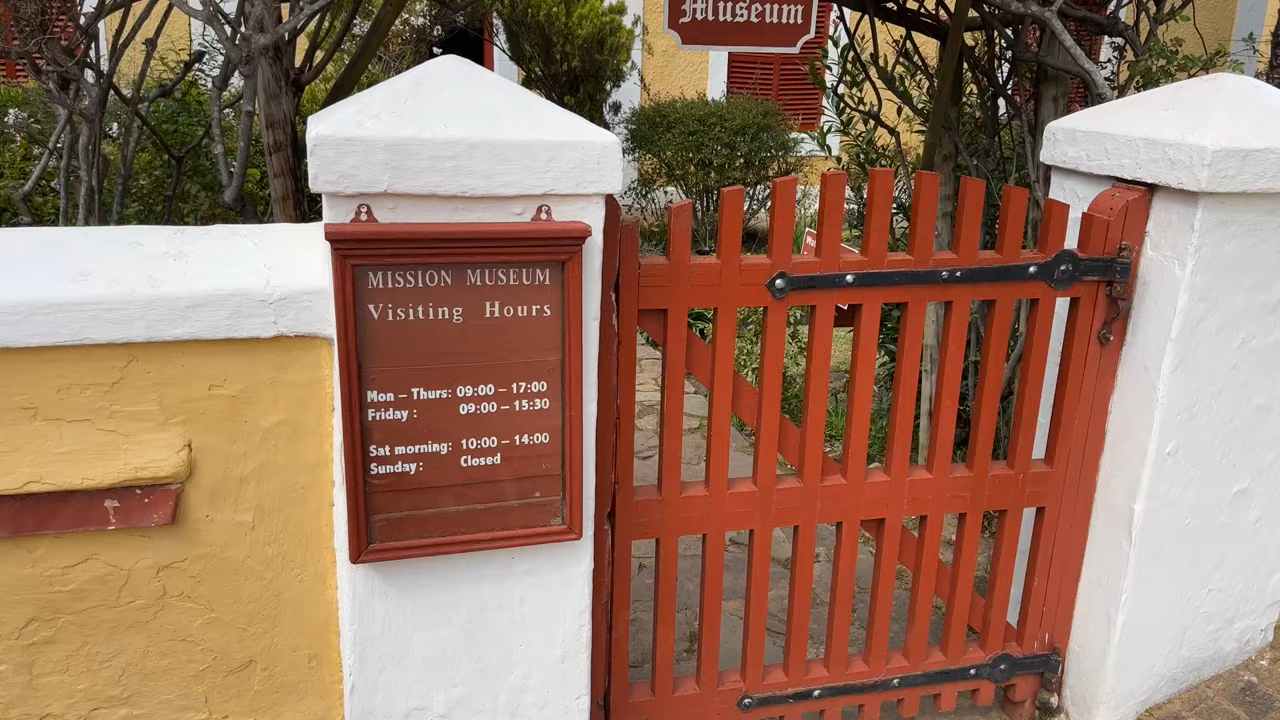 Museum
MISSION MUSEUM
Visiting Hours
Mon – Thurs: 09:00 – 17:00
Friday : 09:00 – 15:30
Sat morning: 10:00 – 14:00
Sunday : Closed